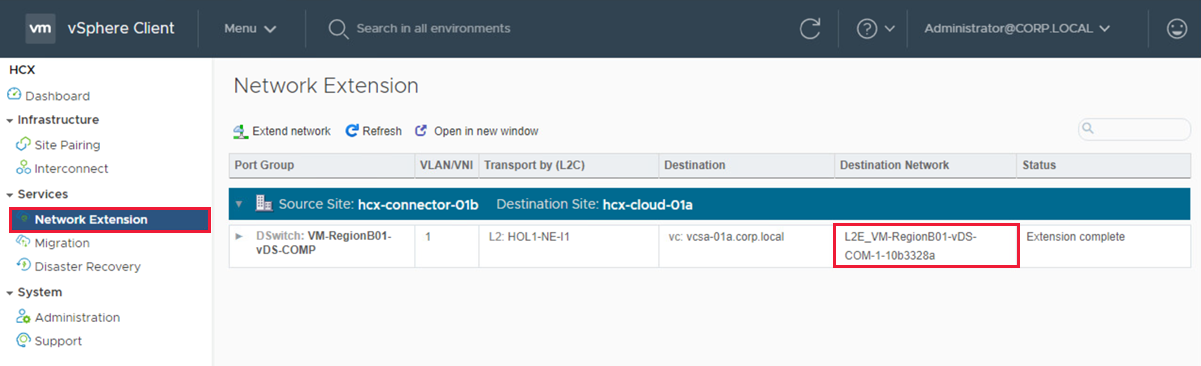 vm vSphere Client Menu Search in all environments Administrator@CORP.LOCAL
HCX
Dashboard
Infrastructure
Site Pairing
Interconnect
Services
Network Extension
Migration
Disaster Recovery
System
Administration
Support
Network Extension
Extend network Refresh Open in new window
Port Group VLAN/VNI Transport by (L2C) Destination Destination Network Status
Source Site: hcx-connector-01b Destination Site: hcx-cloud-01a
DSwitch: VM-RegionB01- 1 L2: HOL1-NE-I1 vc: vcsa-01a.corp.local L2E_VM-RegionB01-vDS- Extension complete
vDS-COMP COM-1-10b3328a